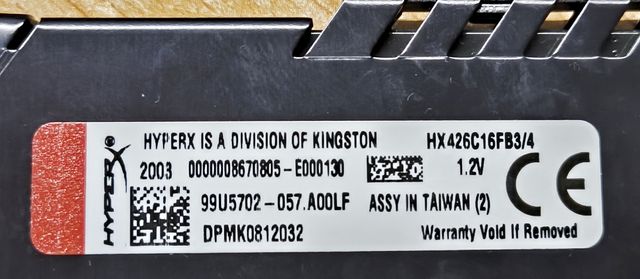 HYPERX IS A DIVISION OF KINGSTON HX426C16FB3/4
2003 0000008670805-E000130 1.2V
99U5702-057.A00LF ASSY IN TAIWAN (2)
DPMK0812032 Warranty Void If Removed
HYPERX
CE